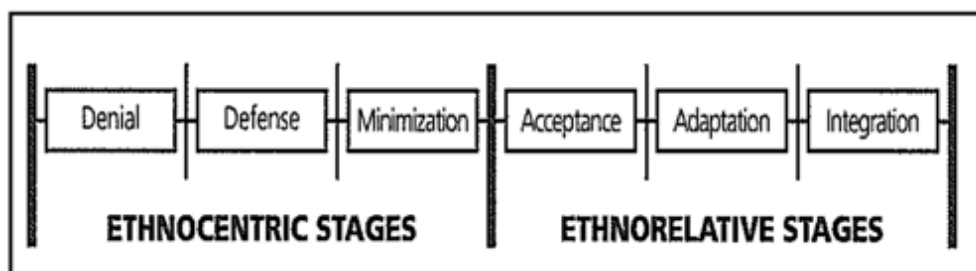 Denial Defense Minimization Acceptance Adaptation Integration
ETHNOCENTRIC STAGES ETHNORELATIVE STAGES